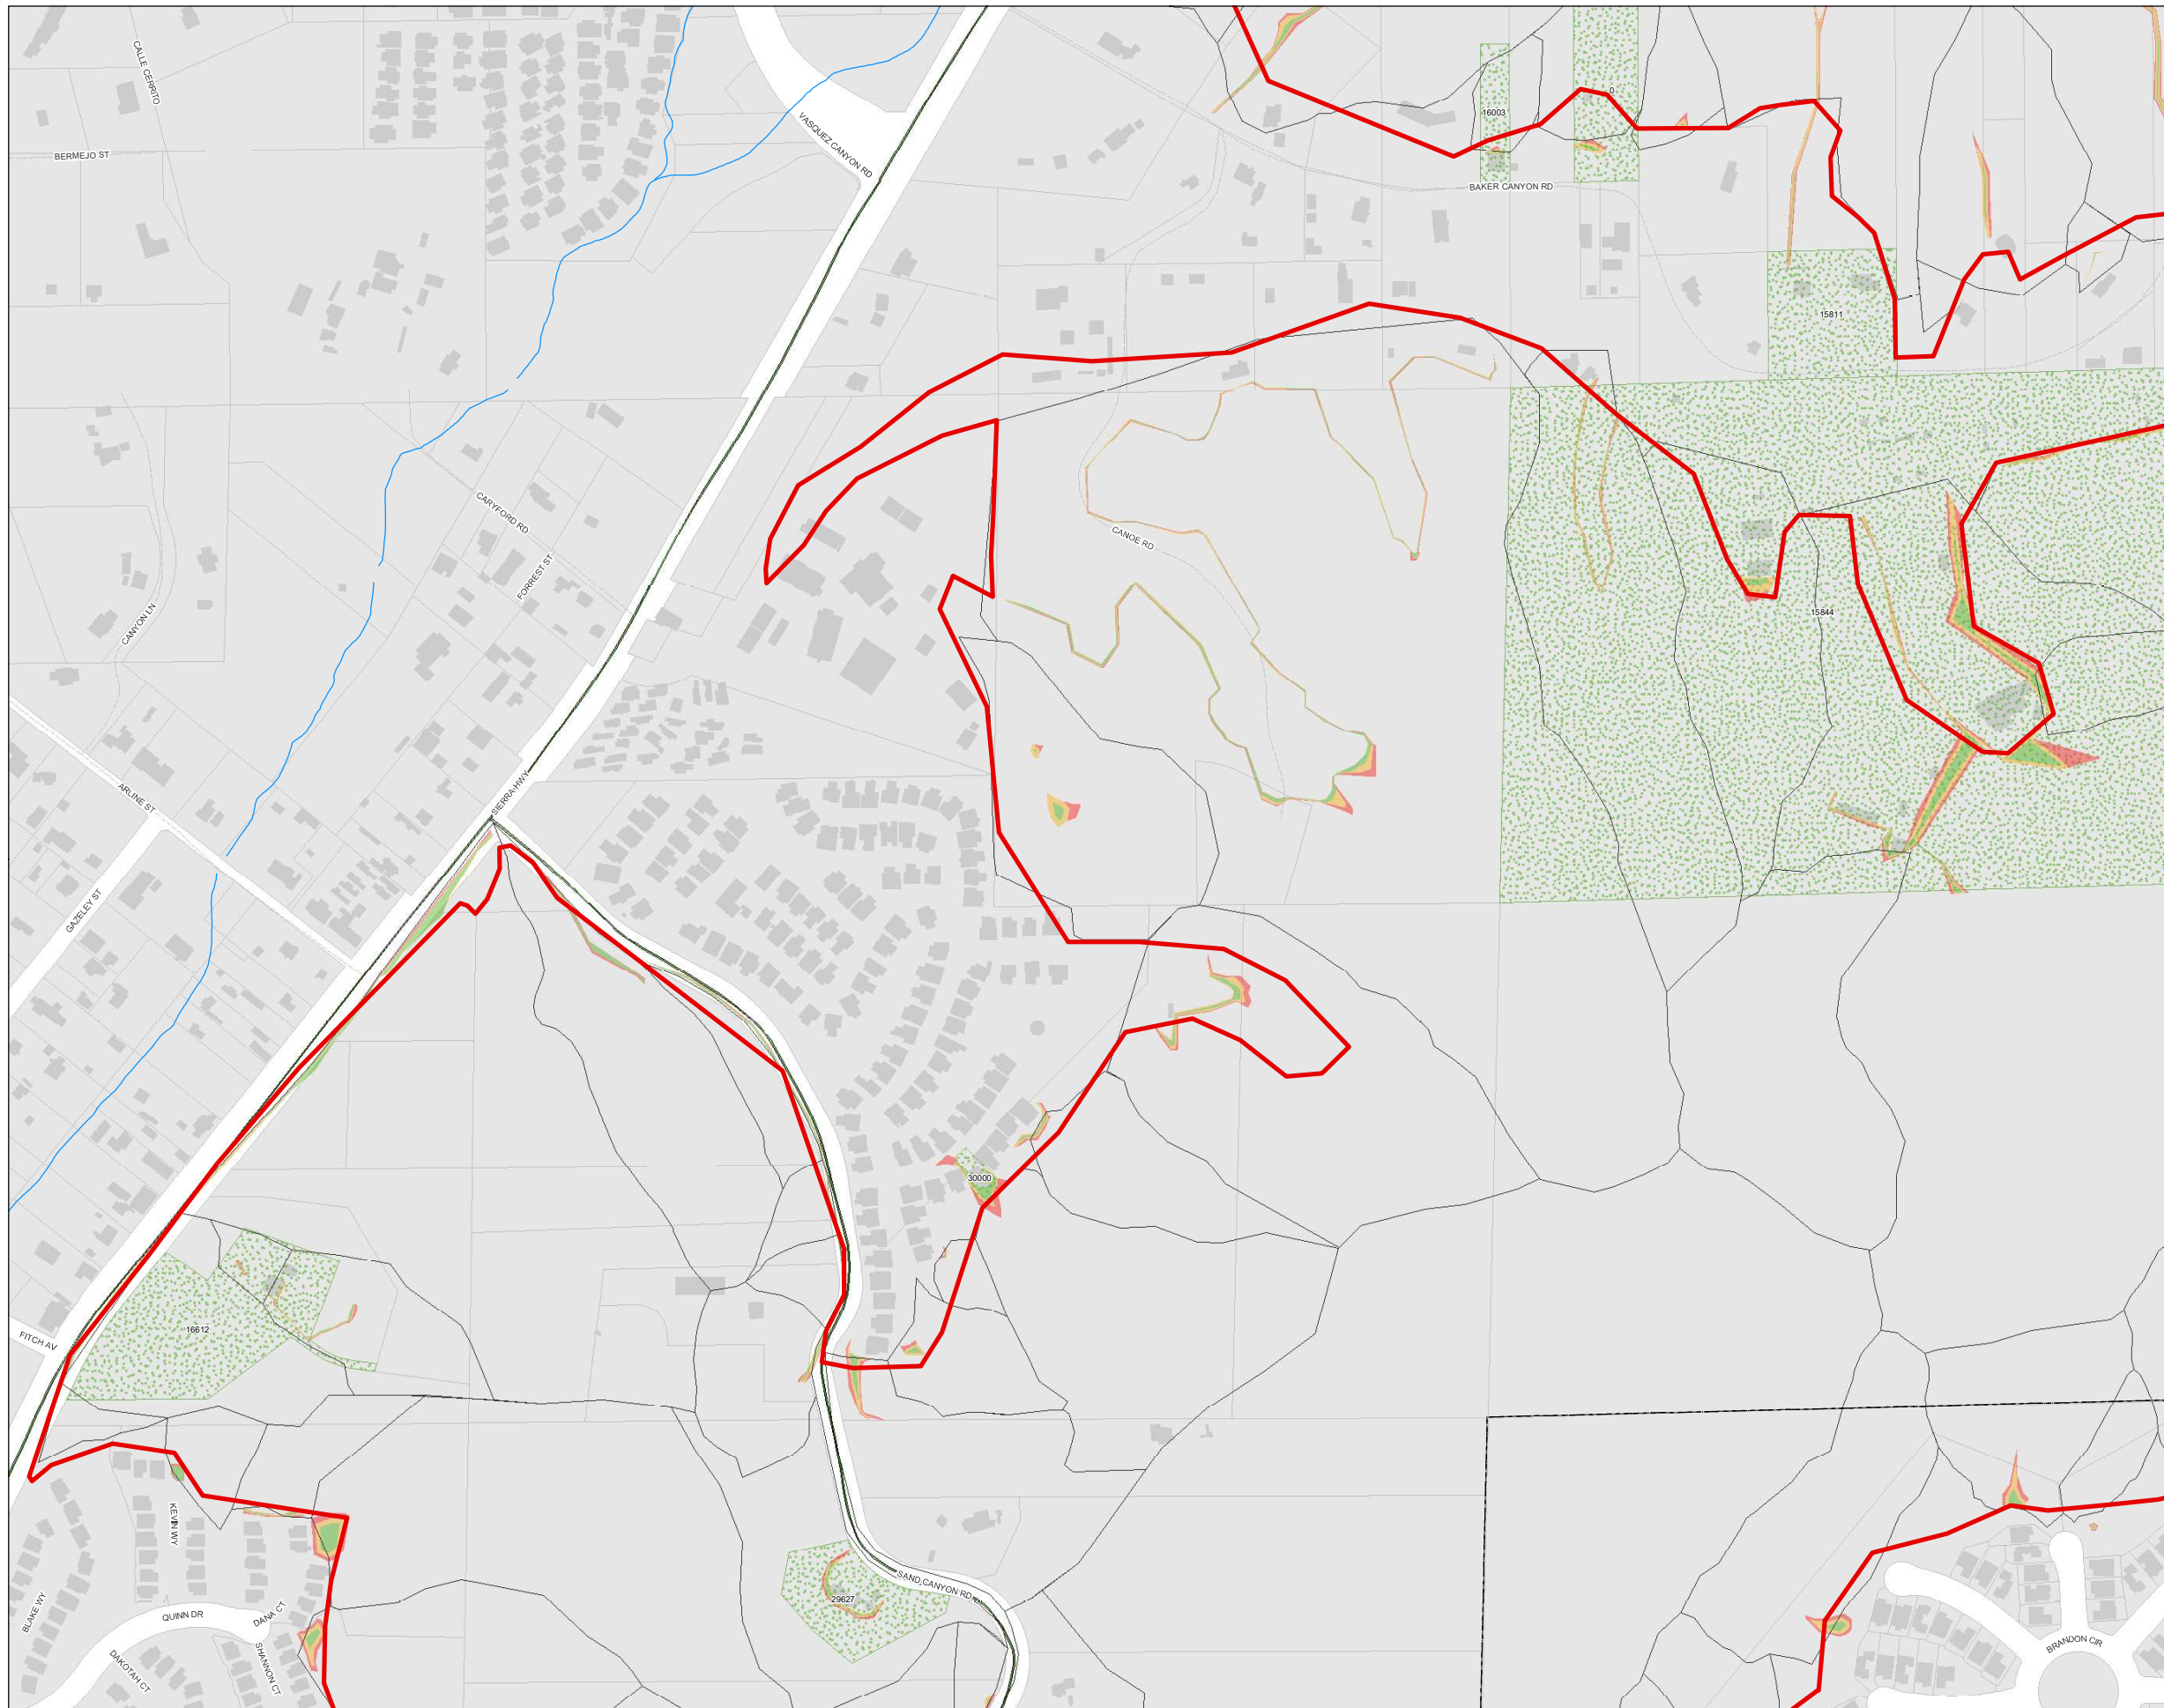 CALLE CERRITO
VASQUEZ CANYON RD
BERMEJO ST
16003
0
BAKER CANYON RD
15811
CARYFORD RD
FORREST ST
CANOE RD
CANYON LN
15844
SIERRA HWY
ARLINE ST
GAZELEY ST
30000
16612
FITCH AV
KEVIN WY
SAND CANYON RD
29627
BLAKE WY
QUINN DR
DANA CT
SHANNON CT
DAKOTAH CT
BRANDON CIR